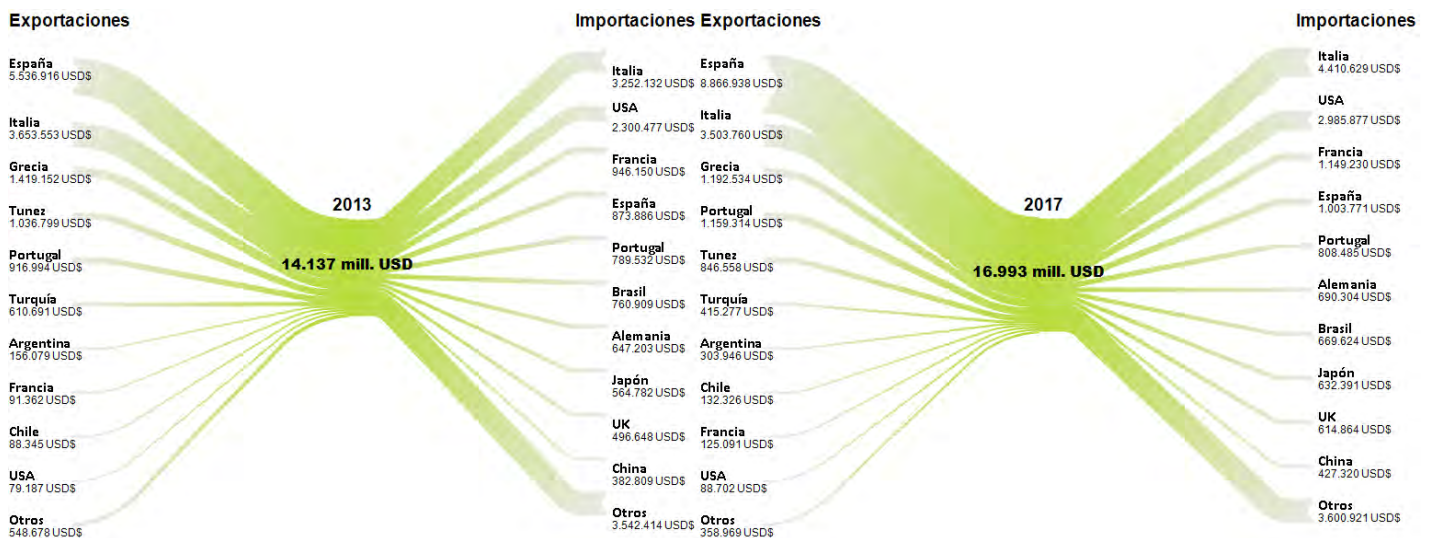 Exportaciones
España
5.536.916 USD$
Italia
3.653.553 USD$
Grecia
1.419.152 USD$
Tunez
1.036.799 USD$
Portugal
916.994 USD$
Turquía
610.691 USD$
Argentina
156.079 USD$
Francia
91.362 USD$
Chile
88.345 USD$
USA
79.187 USD$
Otros
548.678 USD$
2013
14.137 mill. USD
Importaciones
Italia
3.252.132 USD$
USA
2.300.477 USD$
Francia
946.150 USD$
España
873.886 USD$
Portugal
789.532 USD$
Brasil
760.909 USD$
Alemania
647.203 USD$
Japón
564.782 USD$
UK
496.648 USD$
China
382.809 USD$
Otros
3.542.414 USD$
Exportaciones
España
8.866.938 USD$
Italia
3.503.760 USD$
Grecia
1.192.534 USD$
Portugal
1.159.314 USD$
Tunez
846.558 USD$
Turquía
415.277 USD$
Argentina
303.946 USD$
Chile
132.326 USD$
Francia
125.091 USD$
USA
88.702 USD$
Otros
358.969 USD$
2017
16.993 mill. USD
Importaciones
Italia
4.410.629 USD$
USA
2.985.877 USD$
Francia
1.149.230 USD$
España
1.003.771 USD$
Portugal
808.485 USD$
Alemania
690.304 USD$
Brasil
669.624 USD$
Japón
632.391 USD$
UK
614.864 USD$
China
427.320 USD$
Otros
3.600.921 USD$